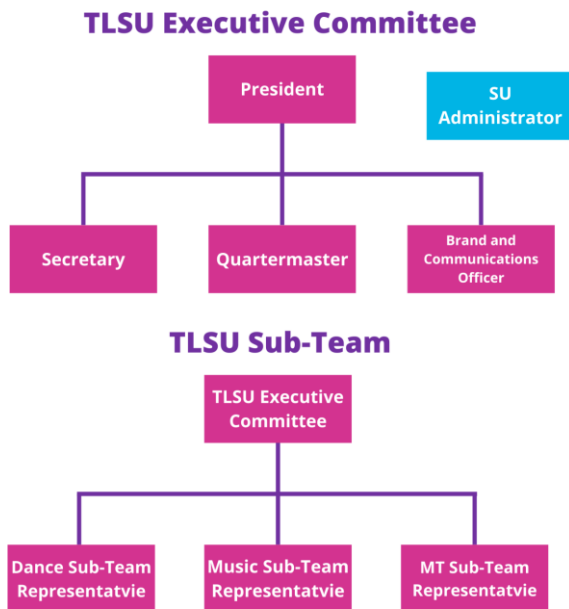 TLSU Executive Committee
President
SU
Administrator
Secretary
Quartermaster
Brand and
Communications
Officer
TLSU Sub-Team
TLSU Executive
Committee
Dance Sub-Team
Representatvie
Music Sub-Team
Representatvie
MT Sub-Team
Representatvie